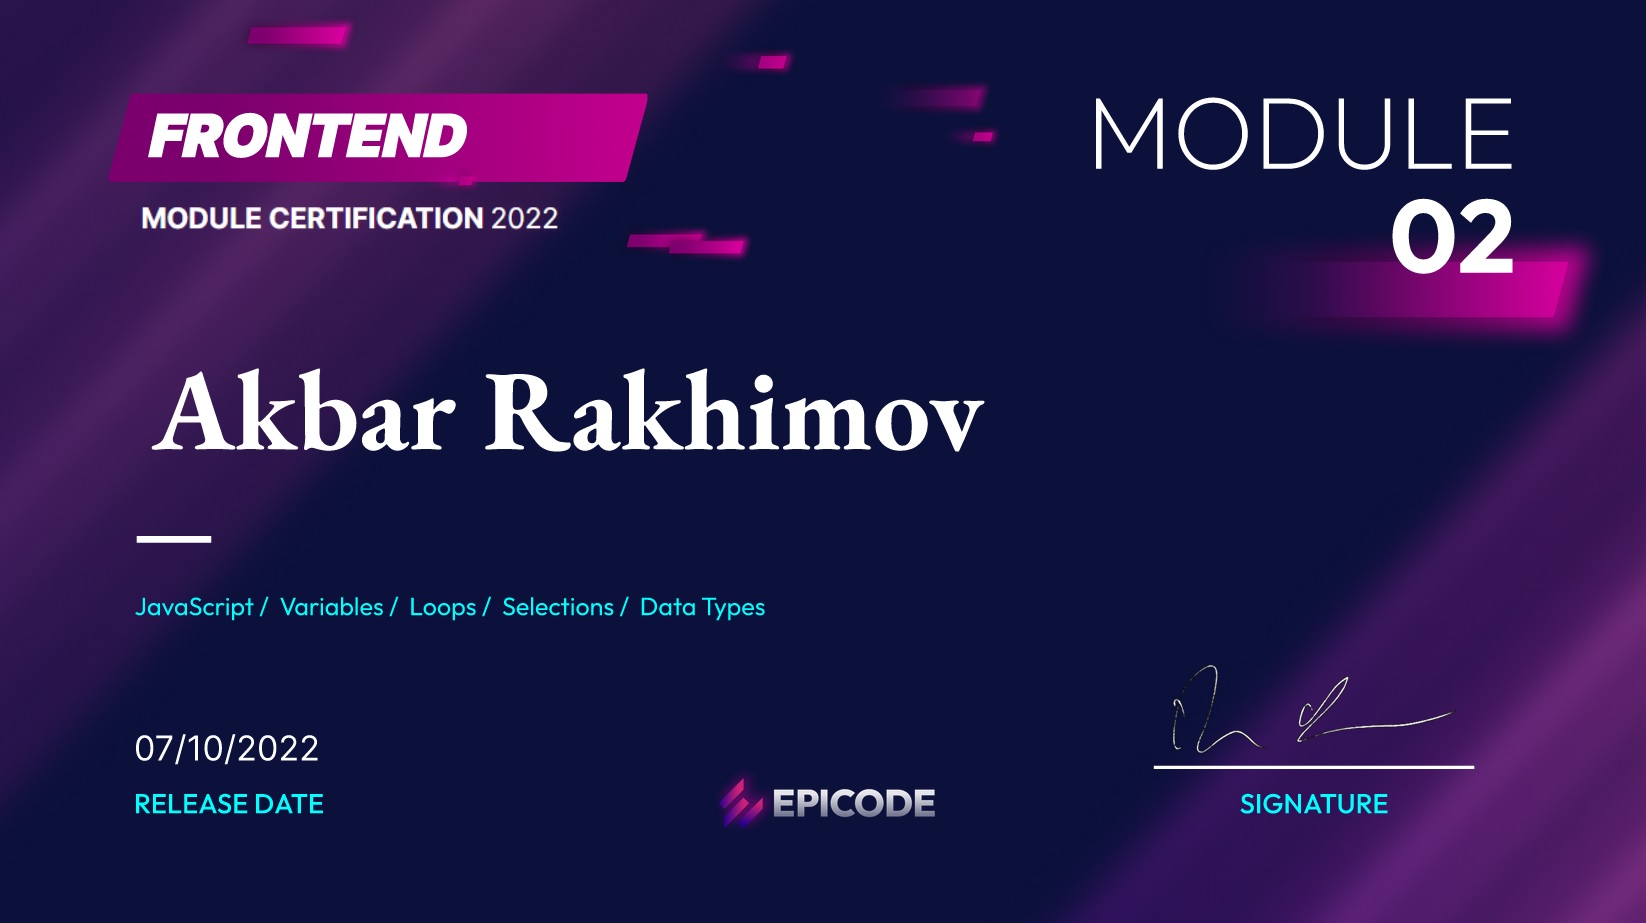 FRONTEND
MODULE CERTIFICATION 2022
MODULE
02
Akbar Rakhimov
JavaScript / Variables / Loops / Selections / Data Types
07/10/2022
RELEASE DATE
EPICODE
SIGNATURE